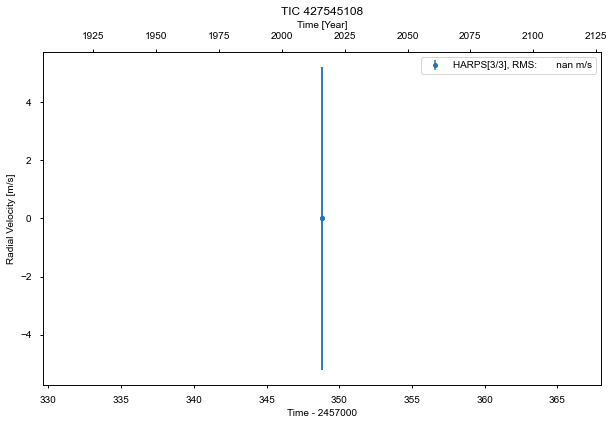 TIC 427545108
Time [Year]
1925 1950 1975 2000 2025 2050 2075 2100 2125
HARPS[3/3], RMS: nan m/s
Radial Velocity [m/s]
4
2
0
−2
−4
330 335 340 345 350 355 360 365
Time - 2457000